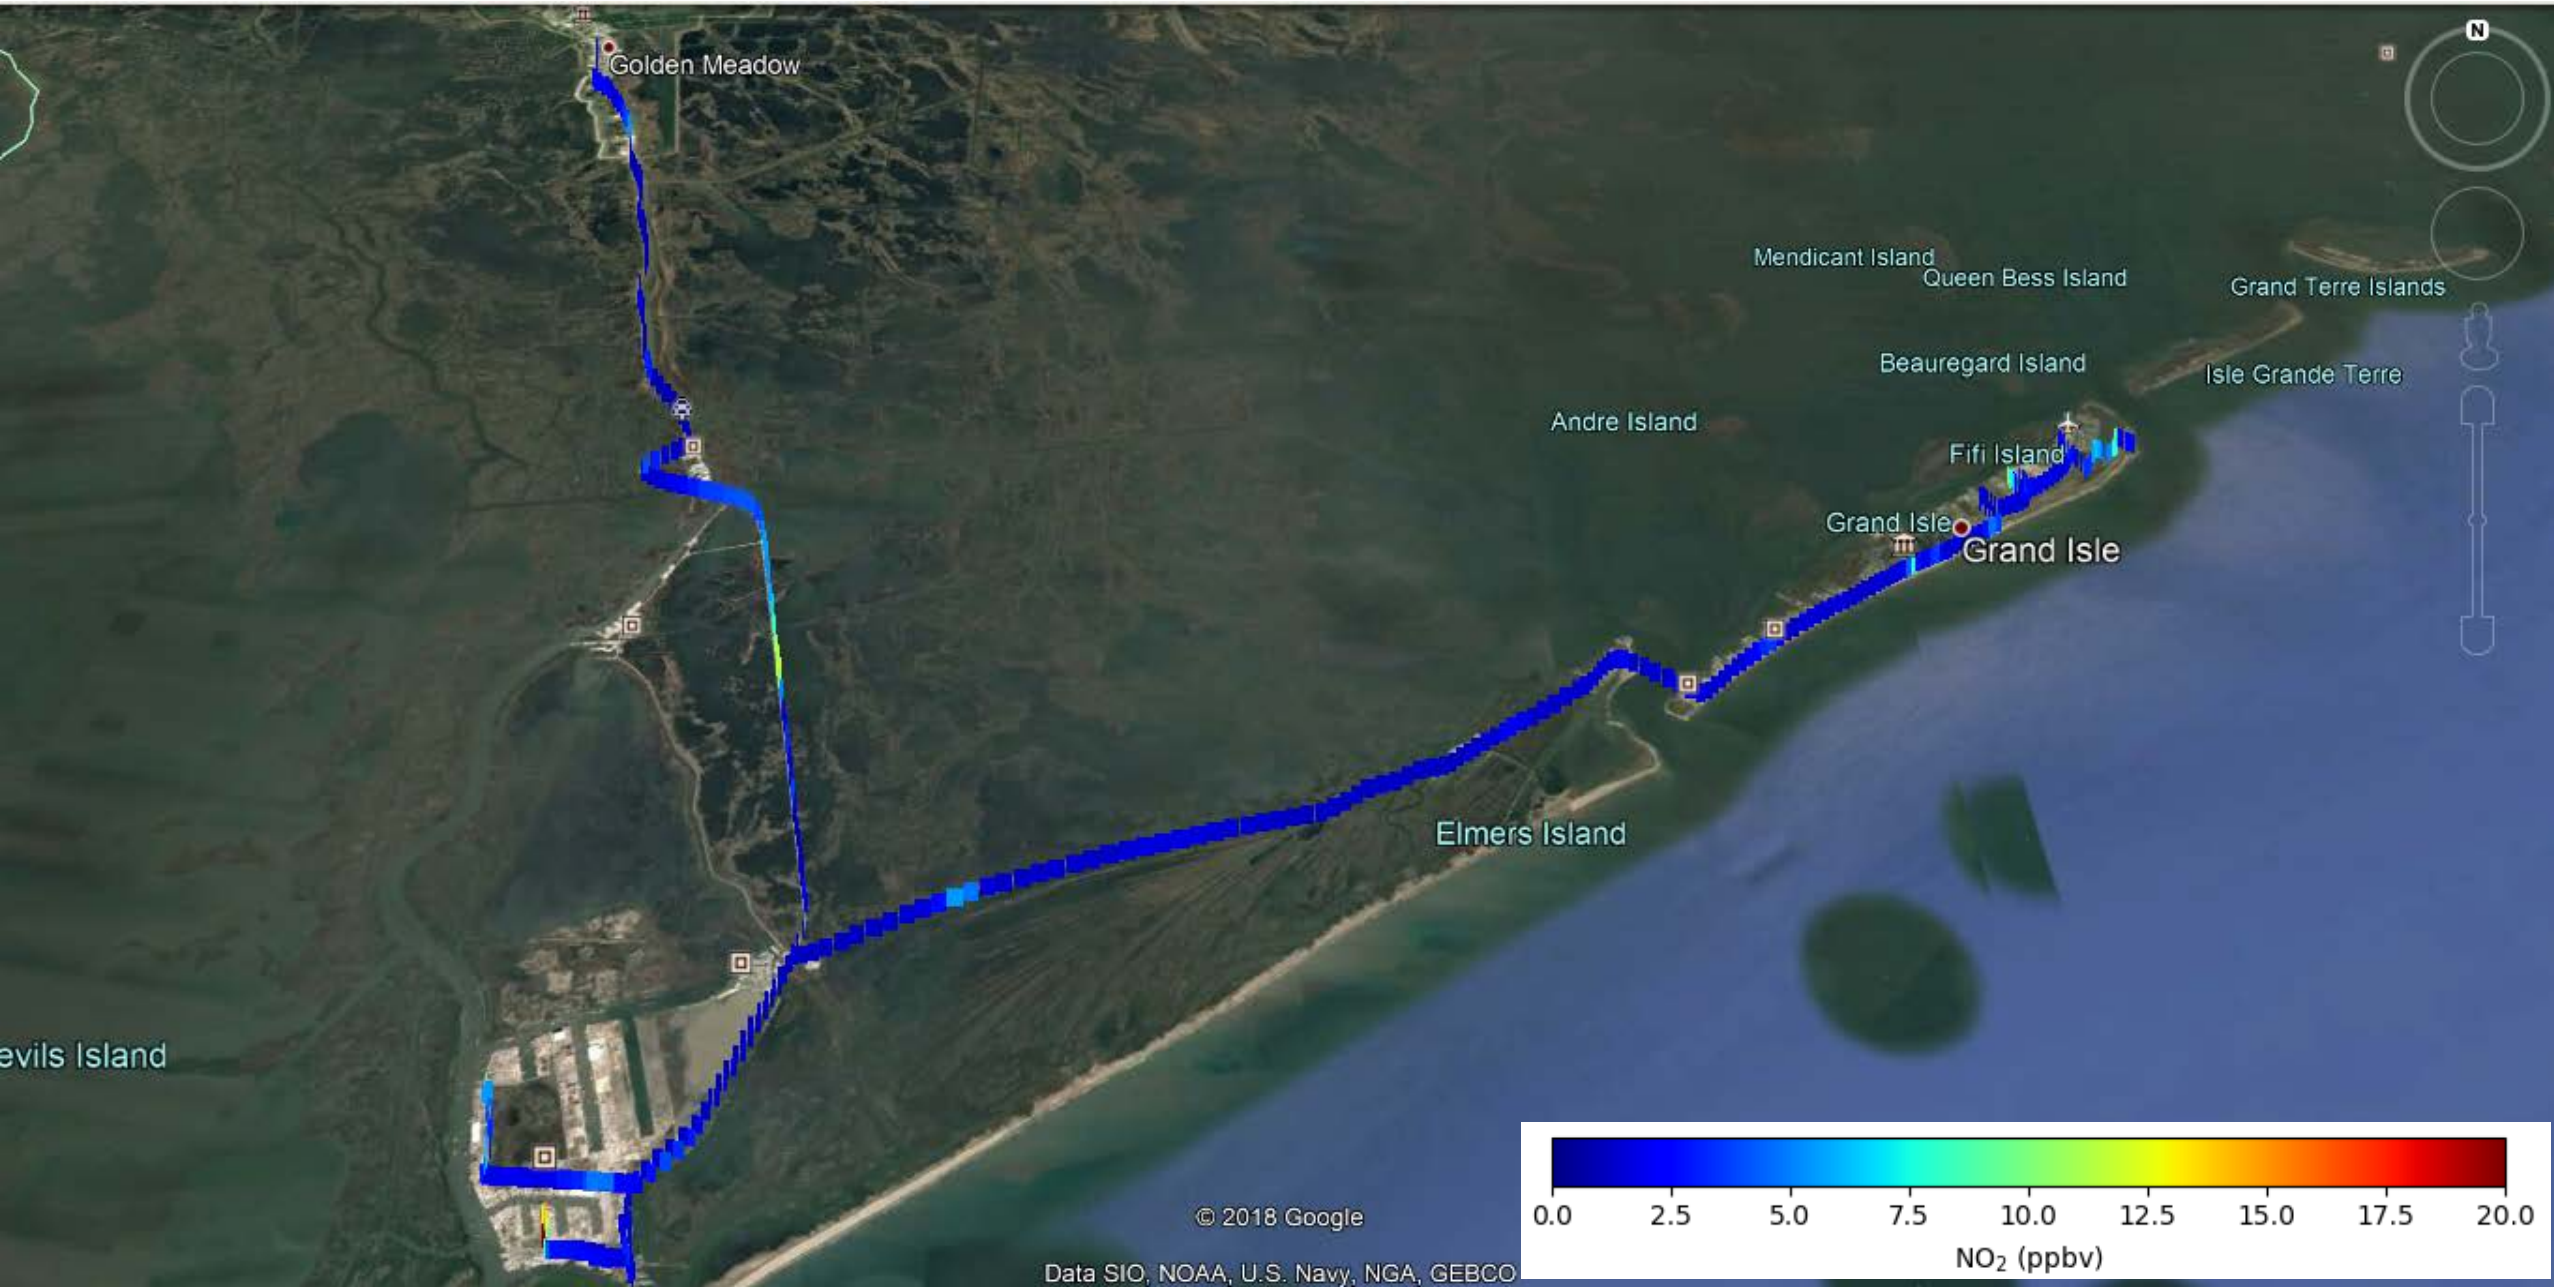 N
Golden Meadow
Mendicant Island
Queen Bess Island
Grand Terre Islands
Beauregard Island
Isle Grande Terre
Andre Island
Fifi Island
Grand Isle
Grand Isle
Elmers Island
evils Island
© 2018 Google
Data SIO, NOAA, U.S. Navy, NGA, GEBCO
0.0 2.5 5.0 7.5 10.0 12.5 15.0 17.5 20.0
NO₂ (ppbv)